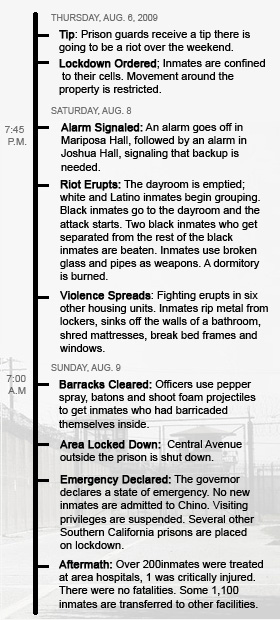 THURSDAY, AUG. 6, 2009
Tip: Prison guards receive a tip there is
going to be a riot over the weekend.
Lockdown Ordered; Inmates are confined
to their cells. Movement around the
property is restricted.
SATURDAY, AUG. 8
7:45
P.M.
Alarm Signaled: An alarm goes off in
Mariposa Hall, followed by an alarm in
Joshua Hall, signaling that backup is
needed.
Riot Erupts: The dayroom is emptied;
white and Latino inmates begin grouping.
Black inmates go to the dayroom and the
attack starts. Two black inmates who get
separated from the rest of the black
inmates are beaten. Inmates use broken
glass and pipes as weapons. A dormitory
is burned.
Violence Spreads: Fighting erupts in six
other housing units. Inmates rip metal from
lockers, sinks off the walls of a bathroom,
shred mattresses, break bed frames and
windows.
SUNDAY, AUG. 9
7:00
A.M
Barracks Cleared: Officers use pepper
spray, batons and shoot foam projectiles
to get inmates who had barricaded
themselves inside.
Area Locked Down: Central Avenue
outside the prison is shut down.
Emergency Declared: The governor
declares a state of emergency. No new
inmates are admitted to Chino. Visiting
privileges are suspended. Several other
Southern California prisons are placed
on lockdown.
Aftermath: Over 200inmates were treated
at area hospitals, 1 was critically injured.
There were no fatalities. Some 1,100
inmates are transferred to other facilities.